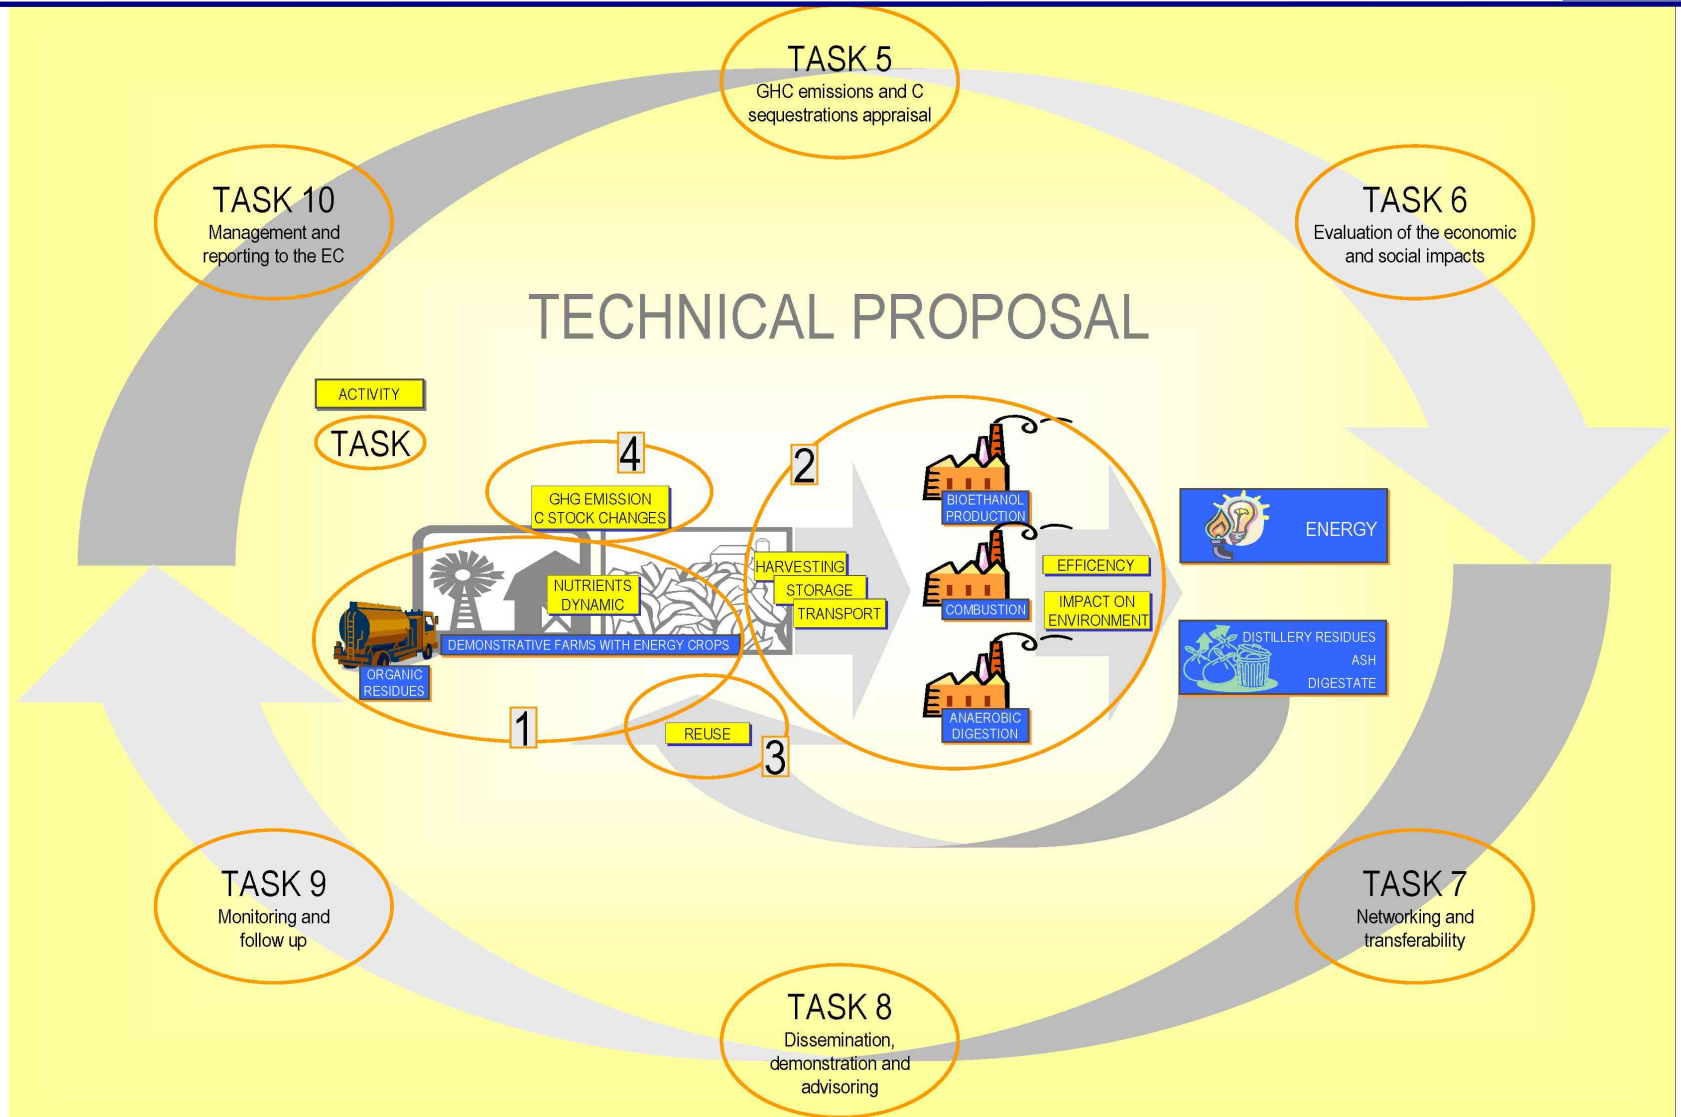 TASK 5
GHC emissions and C
sequestrations appraisal
TASK 10
Management and
reporting to the EC
TASK 6
Evaluation of the economic
and social impacts
TECHNICAL PROPOSAL
ACTIVITY
TASK
4
GHG EMISSION
C STOCK CHANGES
2
BIOETHANOL
PRODUCTION
ENERGY
HARVESTING
STORAGE
TRANSPORT
EFFICENCY
NUTRIENTS
DYNAMIC
COMBUSTION
IMPACT ON
ENVIRONMENT
DEMONSTRATIVE FARMS WITH ENERGY CROPS
DISTILLERY RESIDUES
ASH
DIGESTATE
ORGANIC
RESIDUES
1
REUSE
3
ANAEROBIC
DIGESTION
TASK 9
Monitoring and
follow up
TASK 7
Networking and
transferability
TASK 8
Dissemination,
demonstration and
advisoring